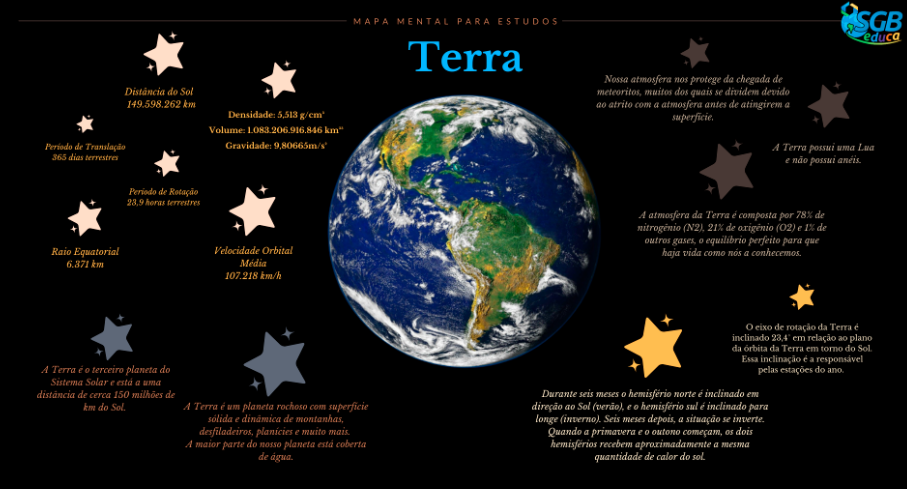 MAPA MENTAL PARA ESTUDOS
SGB
educa
Terra
Distância do Sol
149.598.262 km
Densidade: 5,513 g/cm³
Volume: 1.083.206.916.846 km³
Gravidade: 9,80665m/s²
Período de Translação
365 dias terrestres
Período de Rotação
23,9 horas terrestres
Raio Equatorial
6.371 km
Velocidade Orbital
Média
107.218 km/h
Nossa atmosfera nos protege da chegada de
meteoritos, muitos dos quais se dividem devido
ao atrito com a atmosfera antes de atingirem a
superfície.
A Terra possui uma Lua
e não possui anéis.
A atmosfera da Terra é composta por 78% de
nitrogênio (N2), 21% de oxigênio (O2) e 1% de
outros gases, o equilíbrio perfeito para que
haja vida como nós a conhecemos.
A Terra é o terceiro planeta do
Sistema Solar e está a uma
distância de cerca 150 milhões de
km do Sol.
A Terra é um planeta rochoso com superfície
sólida e dinâmica de montanhas,
desfiladeiros, planícies e muito mais.
A maior parte do nosso planeta está coberta
de água.
O eixo de rotação da Terra é
inclinado 23,4° em relação ao plano
da órbita da Terra em torno do Sol.
Essa inclinação é a responsável
pelas estações do ano.
Durante seis meses o hemisfério norte é inclinado em
direção ao Sol (verão), e o hemisfério sul é inclinado para
longe (inverno). Seis meses depois, a situação se inverte.
Quando a primavera e o outono começam, os dois
hemisférios recebem aproximadamente a mesma
quantidade de calor do sol.